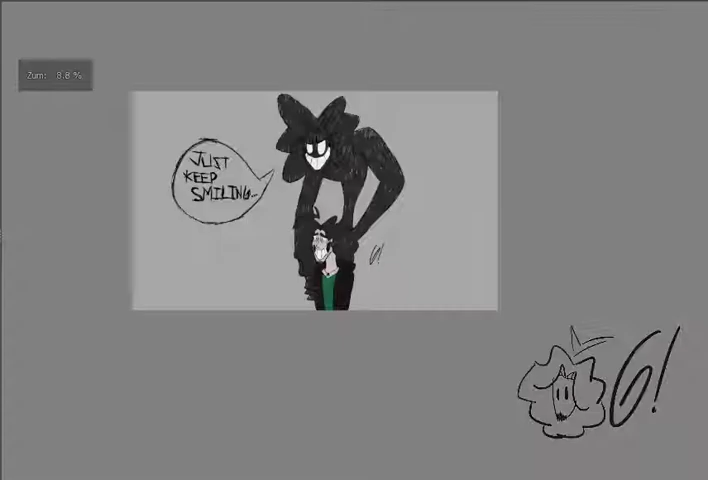 Zum: 8.8 %
JUST
KEEP
SMILING...
G!
G!